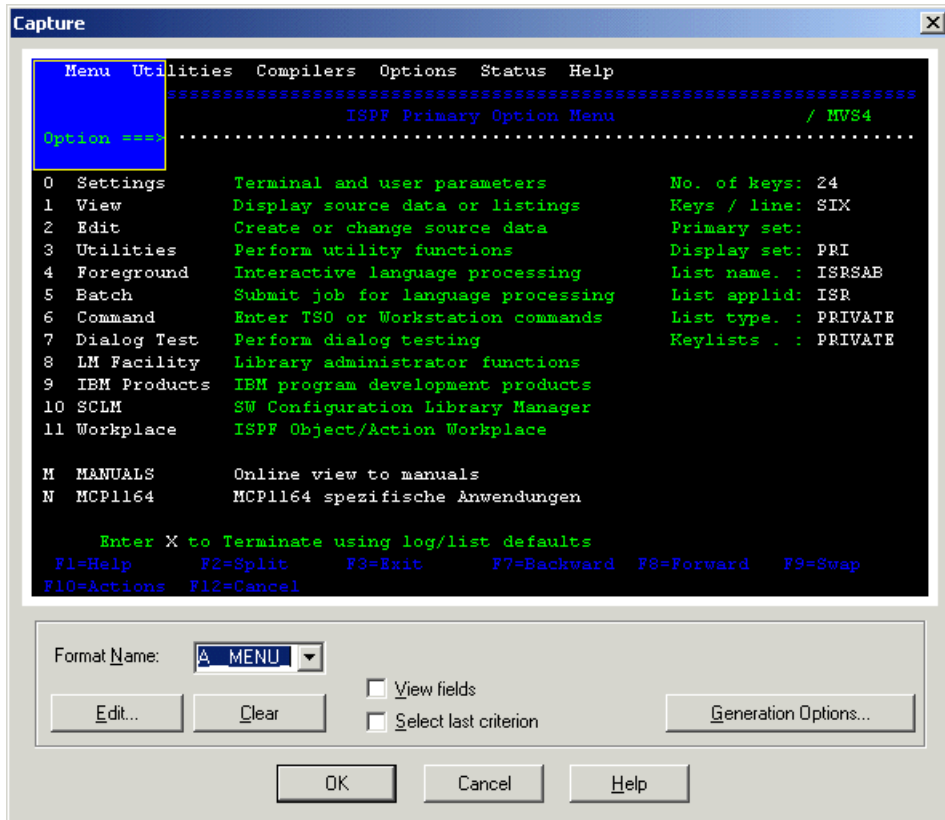 Capture
Menu Utilities Compilers Options Status Help
ISPF Primary Option Menu / MVS4
Option ===>
0 Settings Terminal and user parameters No. of keys: 24
1 View Display source data or listings Keys / line: SIX
2 Edit Create or change source data Primary set:
3 Utilities Perform utility functions Display set: PRI
4 Foreground Interactive language processing List name. : ISRSAB
5 Batch Submit job for language processing List applid: ISR
6 Command Enter TSO or Workstation commands List type. : PRIVATE
7 Dialog Test Perform dialog testing Keylists . : PRIVATE
8 LM Facility Library administrator functions
9 IBM Products IBM program development products
10 SCLM SW Configuration Library Manager
11 Workplace ISPF Object/Action Workplace
M MANUALS Online view to manuals
N MCP1164 MCP1164 spezifische Anwendungen
Enter X to Terminate using log/list defaults
F1=Help F2=Split F3=Exit F7=Backward F8=Forward F9=Swap
F10=Actions F12=Cancel
Format Name: A__MENU_
View fields
Edit... Clear Generation Options...
Select last criterion
OK Cancel Help